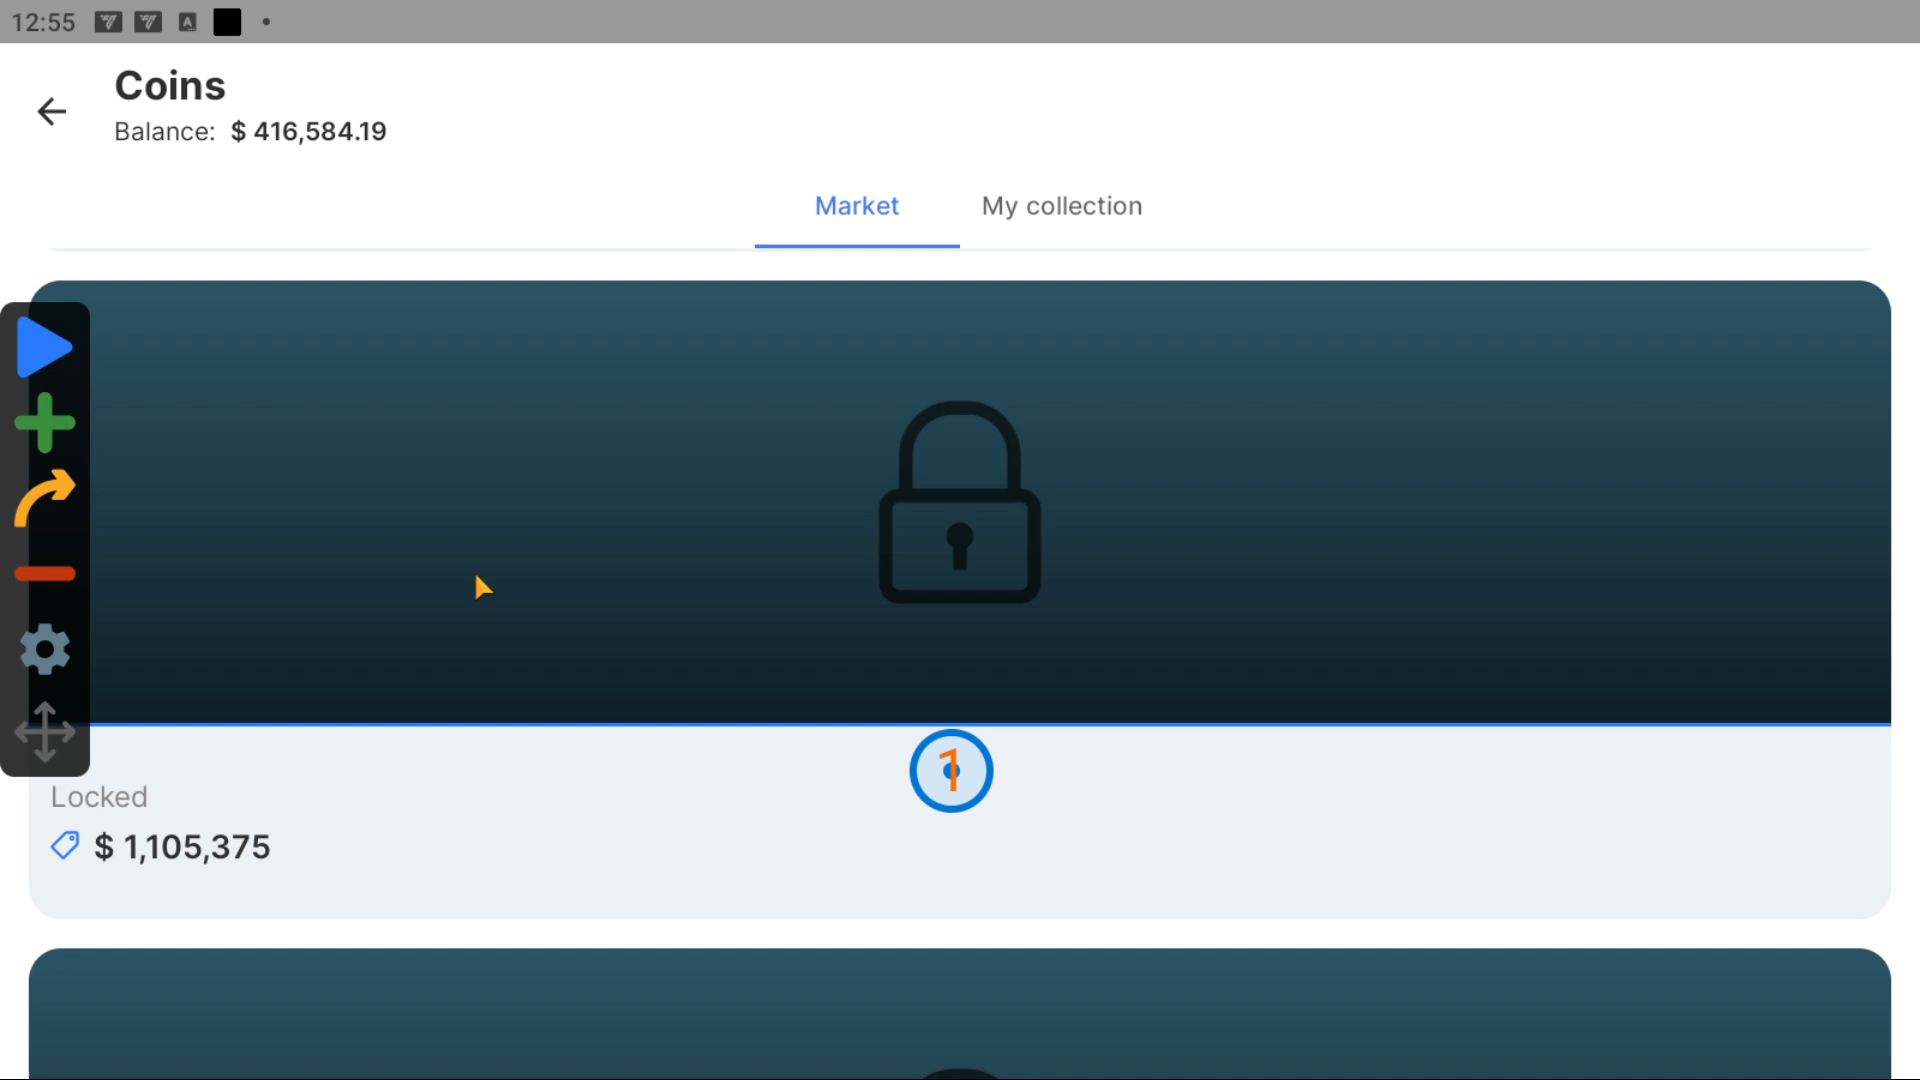 12:55
Coins
Balance: $ 416,584.19
Market
My collection
1
Locked
$ 1,105,375